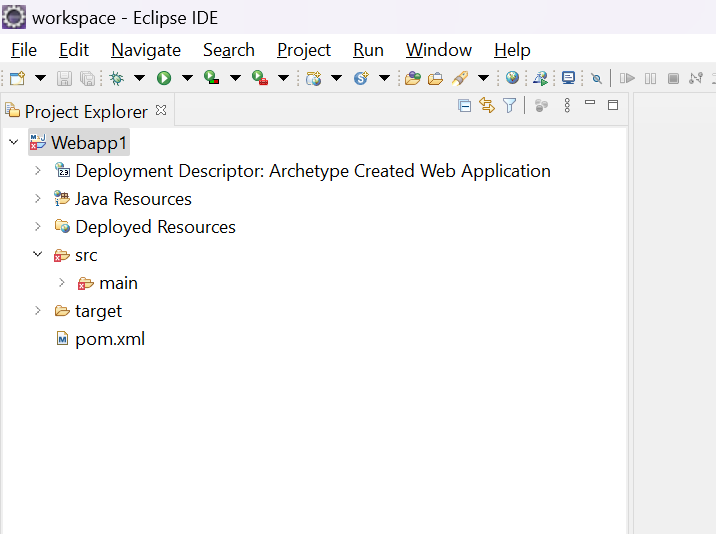 workspace - Eclipse IDE
File Edit Navigate Search Project Run Window Help
Project Explorer
Webapp1
Deployment Descriptor: Archetype Created Web Application
Java Resources
Deployed Resources
src
main
target
pom.xml